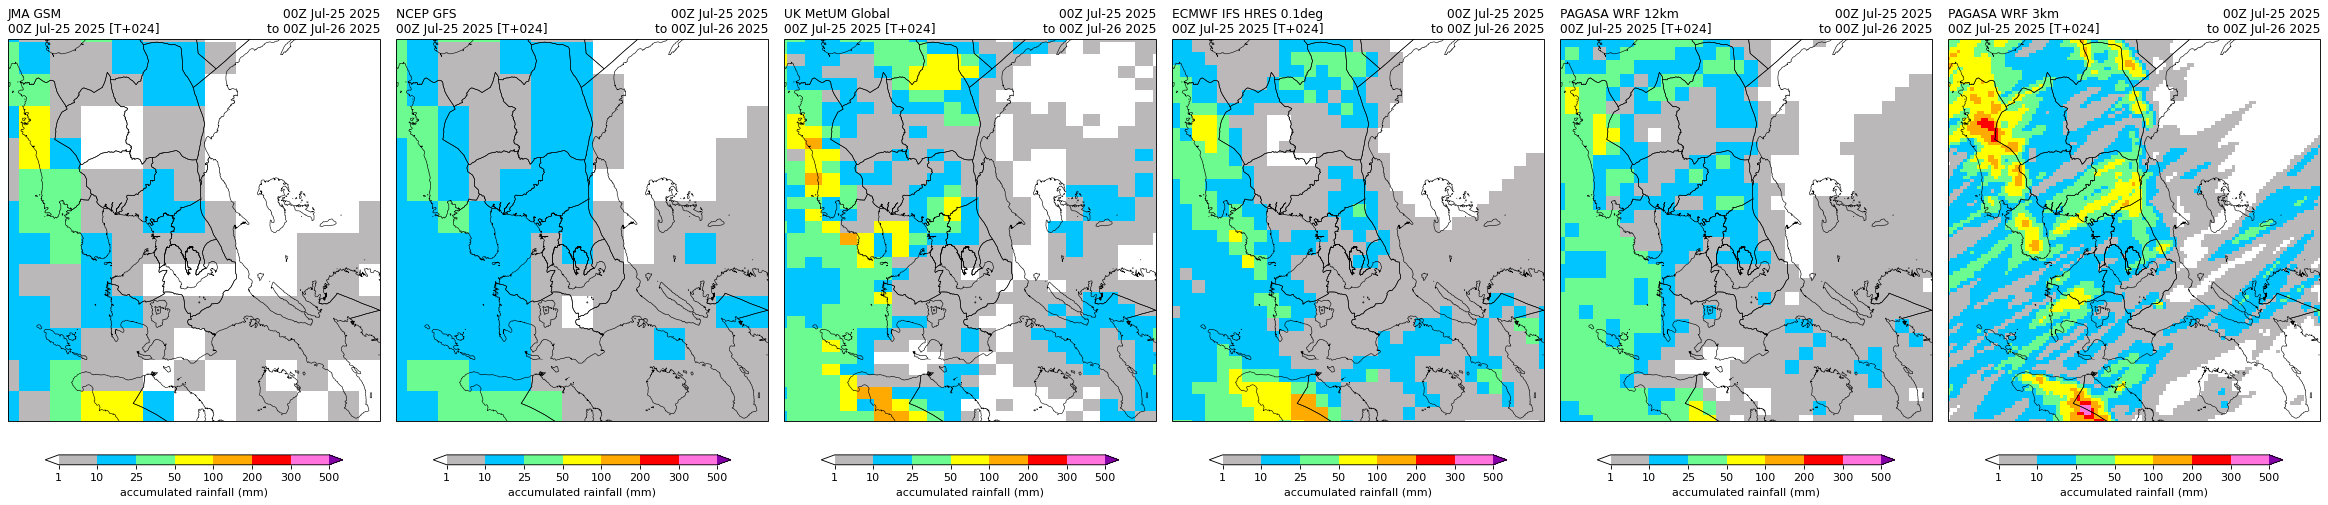 JMA GSM 00Z Jul-25 2025
00Z Jul-25 2025 [T+024] to 00Z Jul-26 2025
1 10 25 50 100 200 300 500
accumulated rainfall (mm)
NCEP GFS 00Z Jul-25 2025
00Z Jul-25 2025 [T+024] to 00Z Jul-26 2025
1 10 25 50 100 200 300 500
accumulated rainfall (mm)
UK MetUM Global 00Z Jul-25 2025
00Z Jul-25 2025 [T+024] to 00Z Jul-26 2025
1 10 25 50 100 200 300 500
accumulated rainfall (mm)
ECMWF IFS HRES 0.1deg 00Z Jul-25 2025
00Z Jul-25 2025 [T+024] to 00Z Jul-26 2025
1 10 25 50 100 200 300 500
accumulated rainfall (mm)
PAGASA WRF 12km 00Z Jul-25 2025
00Z Jul-25 2025 [T+024] to 00Z Jul-26 2025
1 10 25 50 100 200 300 500
accumulated rainfall (mm)
PAGASA WRF 3km 00Z Jul-25 2025
00Z Jul-25 2025 [T+024] to 00Z Jul-26 2025
1 10 25 50 100 200 300 500
accumulated rainfall (mm)